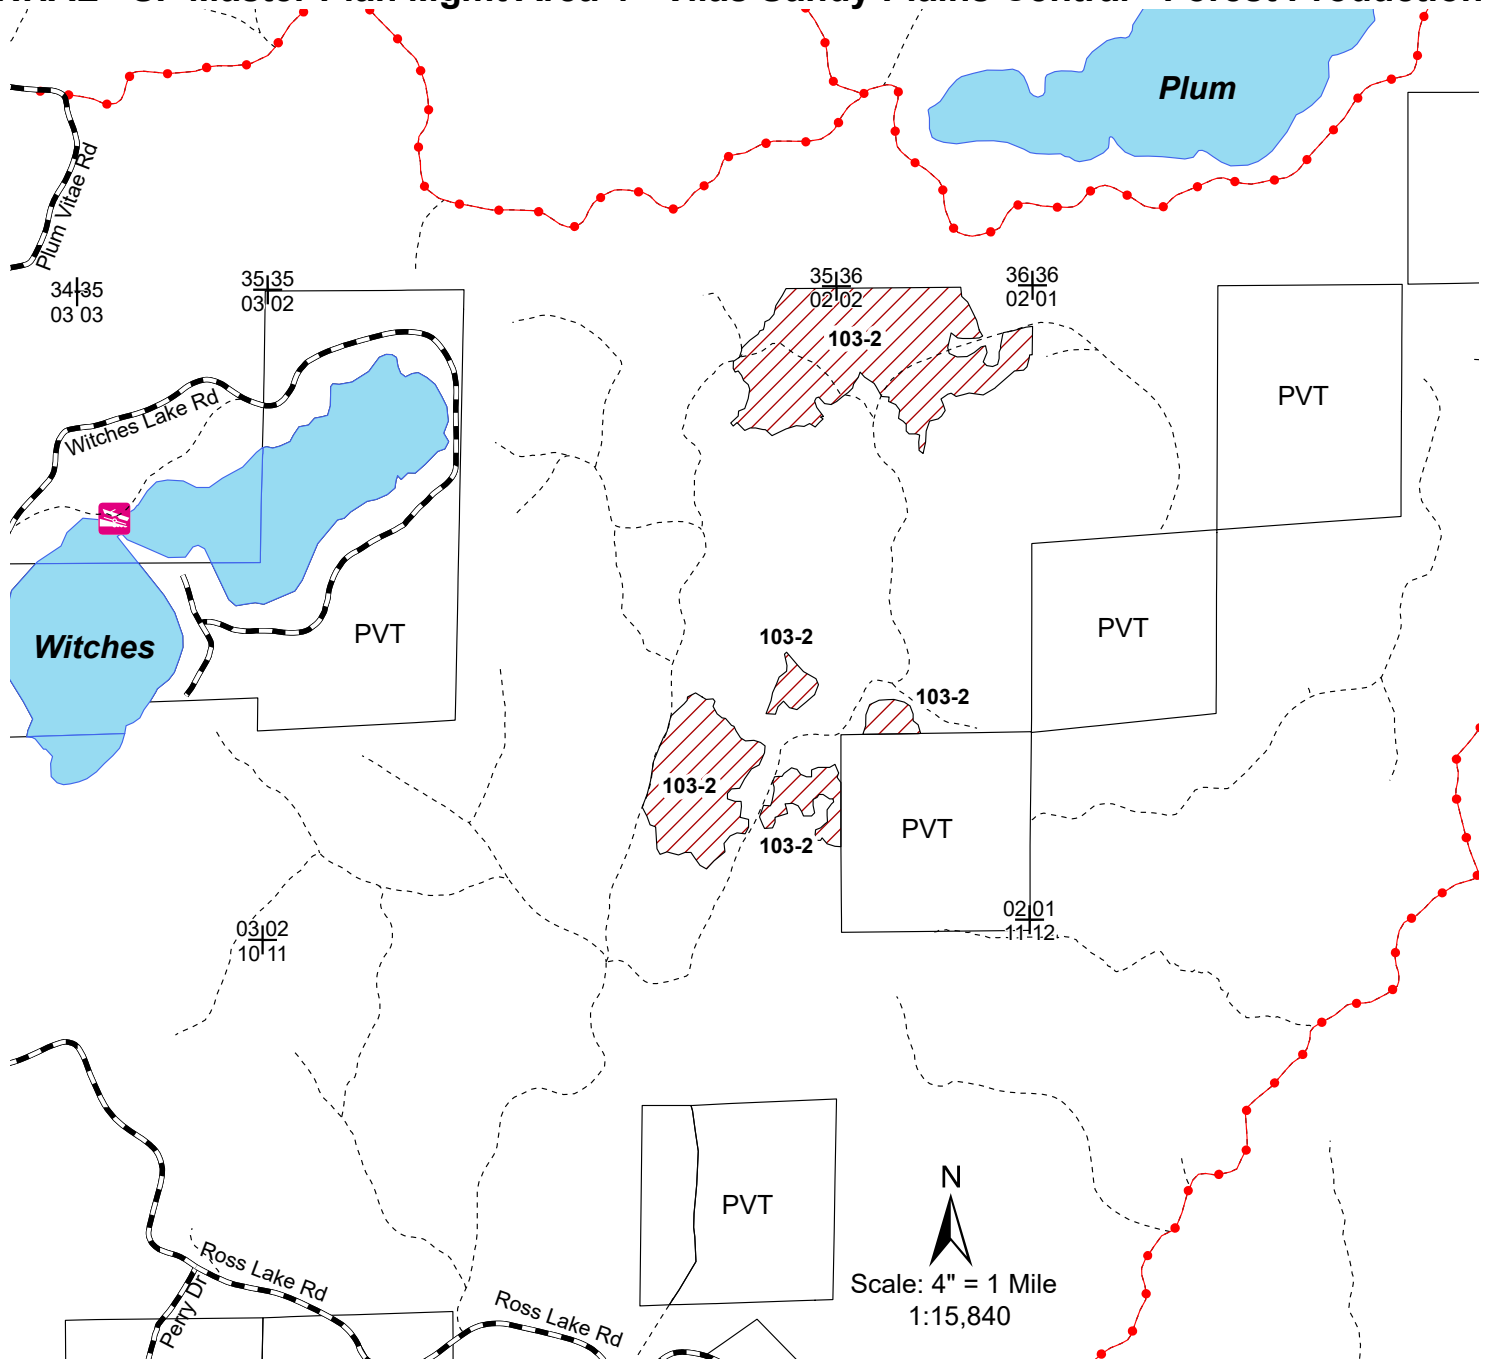 Plum
Plum Vitae Rd
35 35
03 02
34 35
03 03
35 36
02 02
36 36
02 01
103-2
PVT
Witches Lake Rd
Witches
PVT
PVT
103-2
103-2
103-2
103-2
PVT
03 02
10 11
02 01
11 12
PVT
N
Scale: 4" = 1 Mile
1:15,840
Ross Lake Rd
Perry Dr
Ross Lake Rd